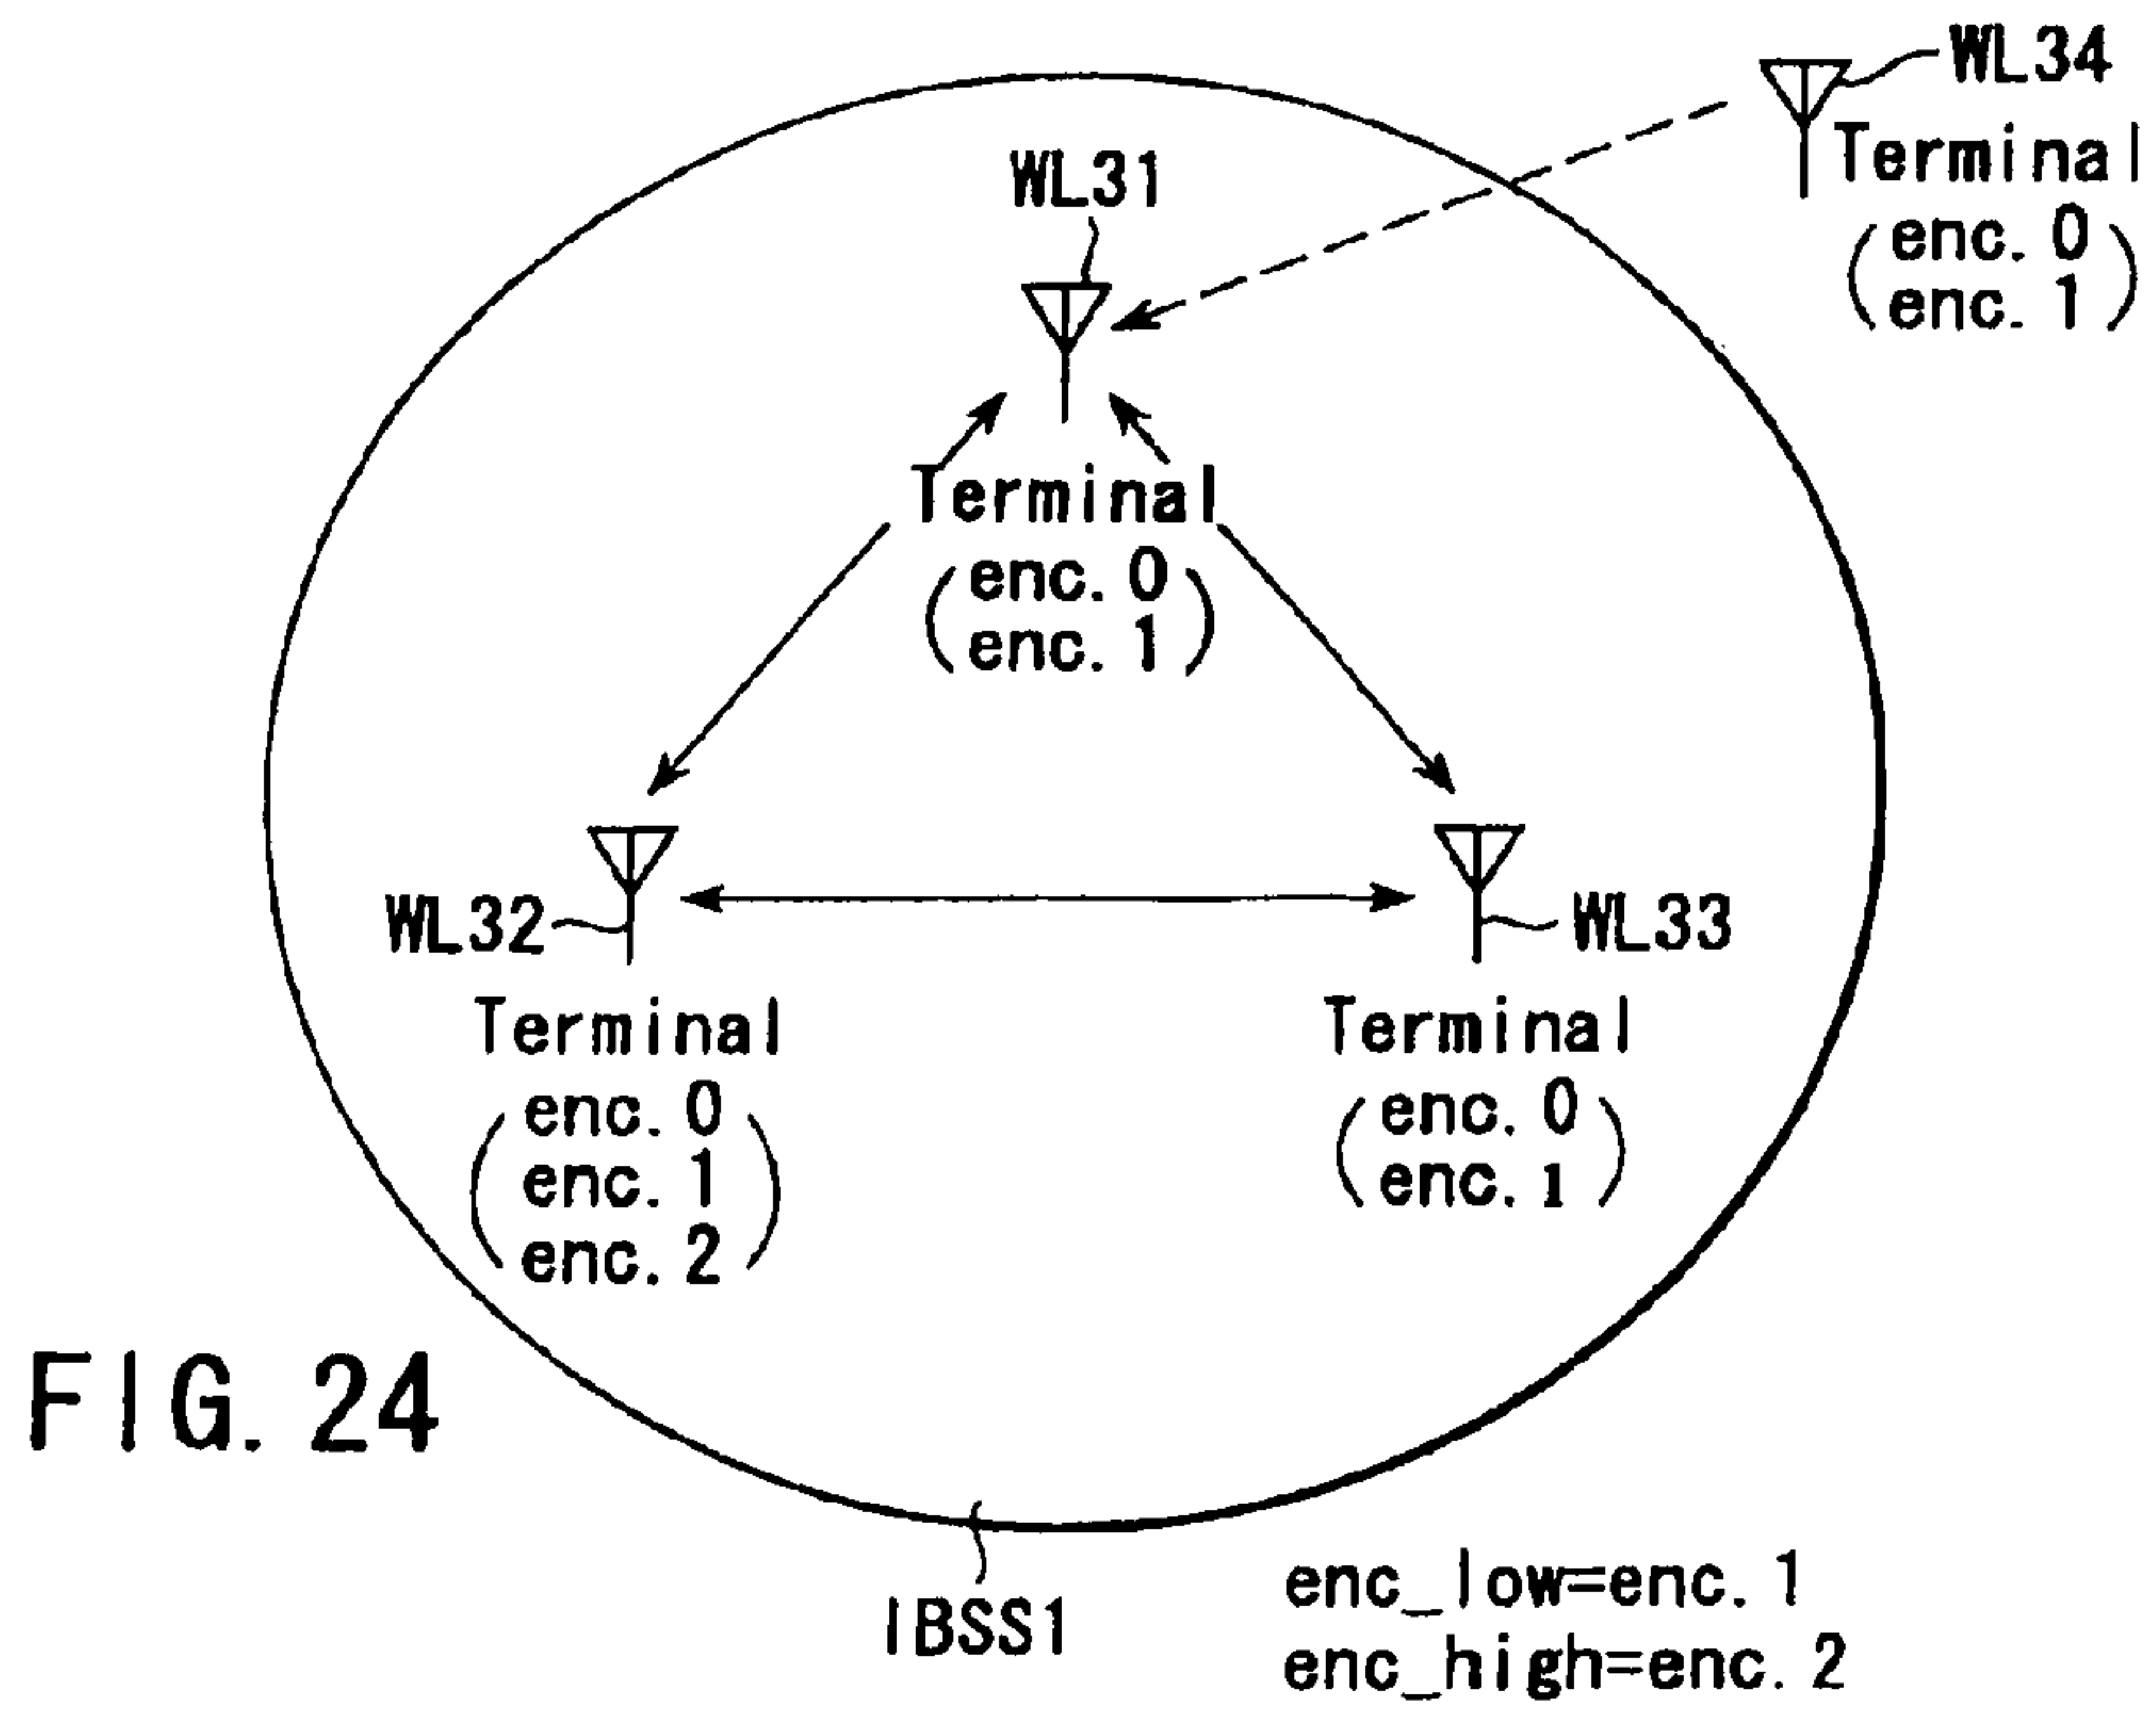 WL34
Terminal
(enc. 0
enc. 1)
WL31
Terminal
(enc. 0
enc. 1)
WL32
Terminal
(enc. 0
enc. 1
enc. 2)
WL33
Terminal
(enc. 0
enc. 1)
FIG. 24
IBSS1
enc_low=enc. 1
enc_high=enc. 2